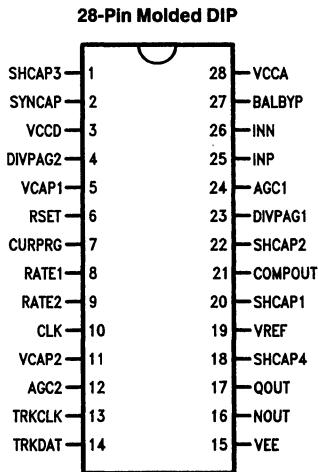 28-Pin Molded DIP
SHCAP3 1 28 VCCA
SYNCAP 2 27 BALBYP
VCCD 3 26 INN
DIVPAG2 4 25 INP
VCAP1 5 24 AGC1
RSET 6 23 DIVPAG1
CURPRG 7 22 SHCAP2
RATE1 8 21 COMPOUT
RATE2 9 20 SHCAP1
CLK 10 19 VREF
VCAP2 11 18 SHCAP4
AGC2 12 17 QOUT
TRKCLK 13 16 NOUT
TRKDAT 14 15 VEE